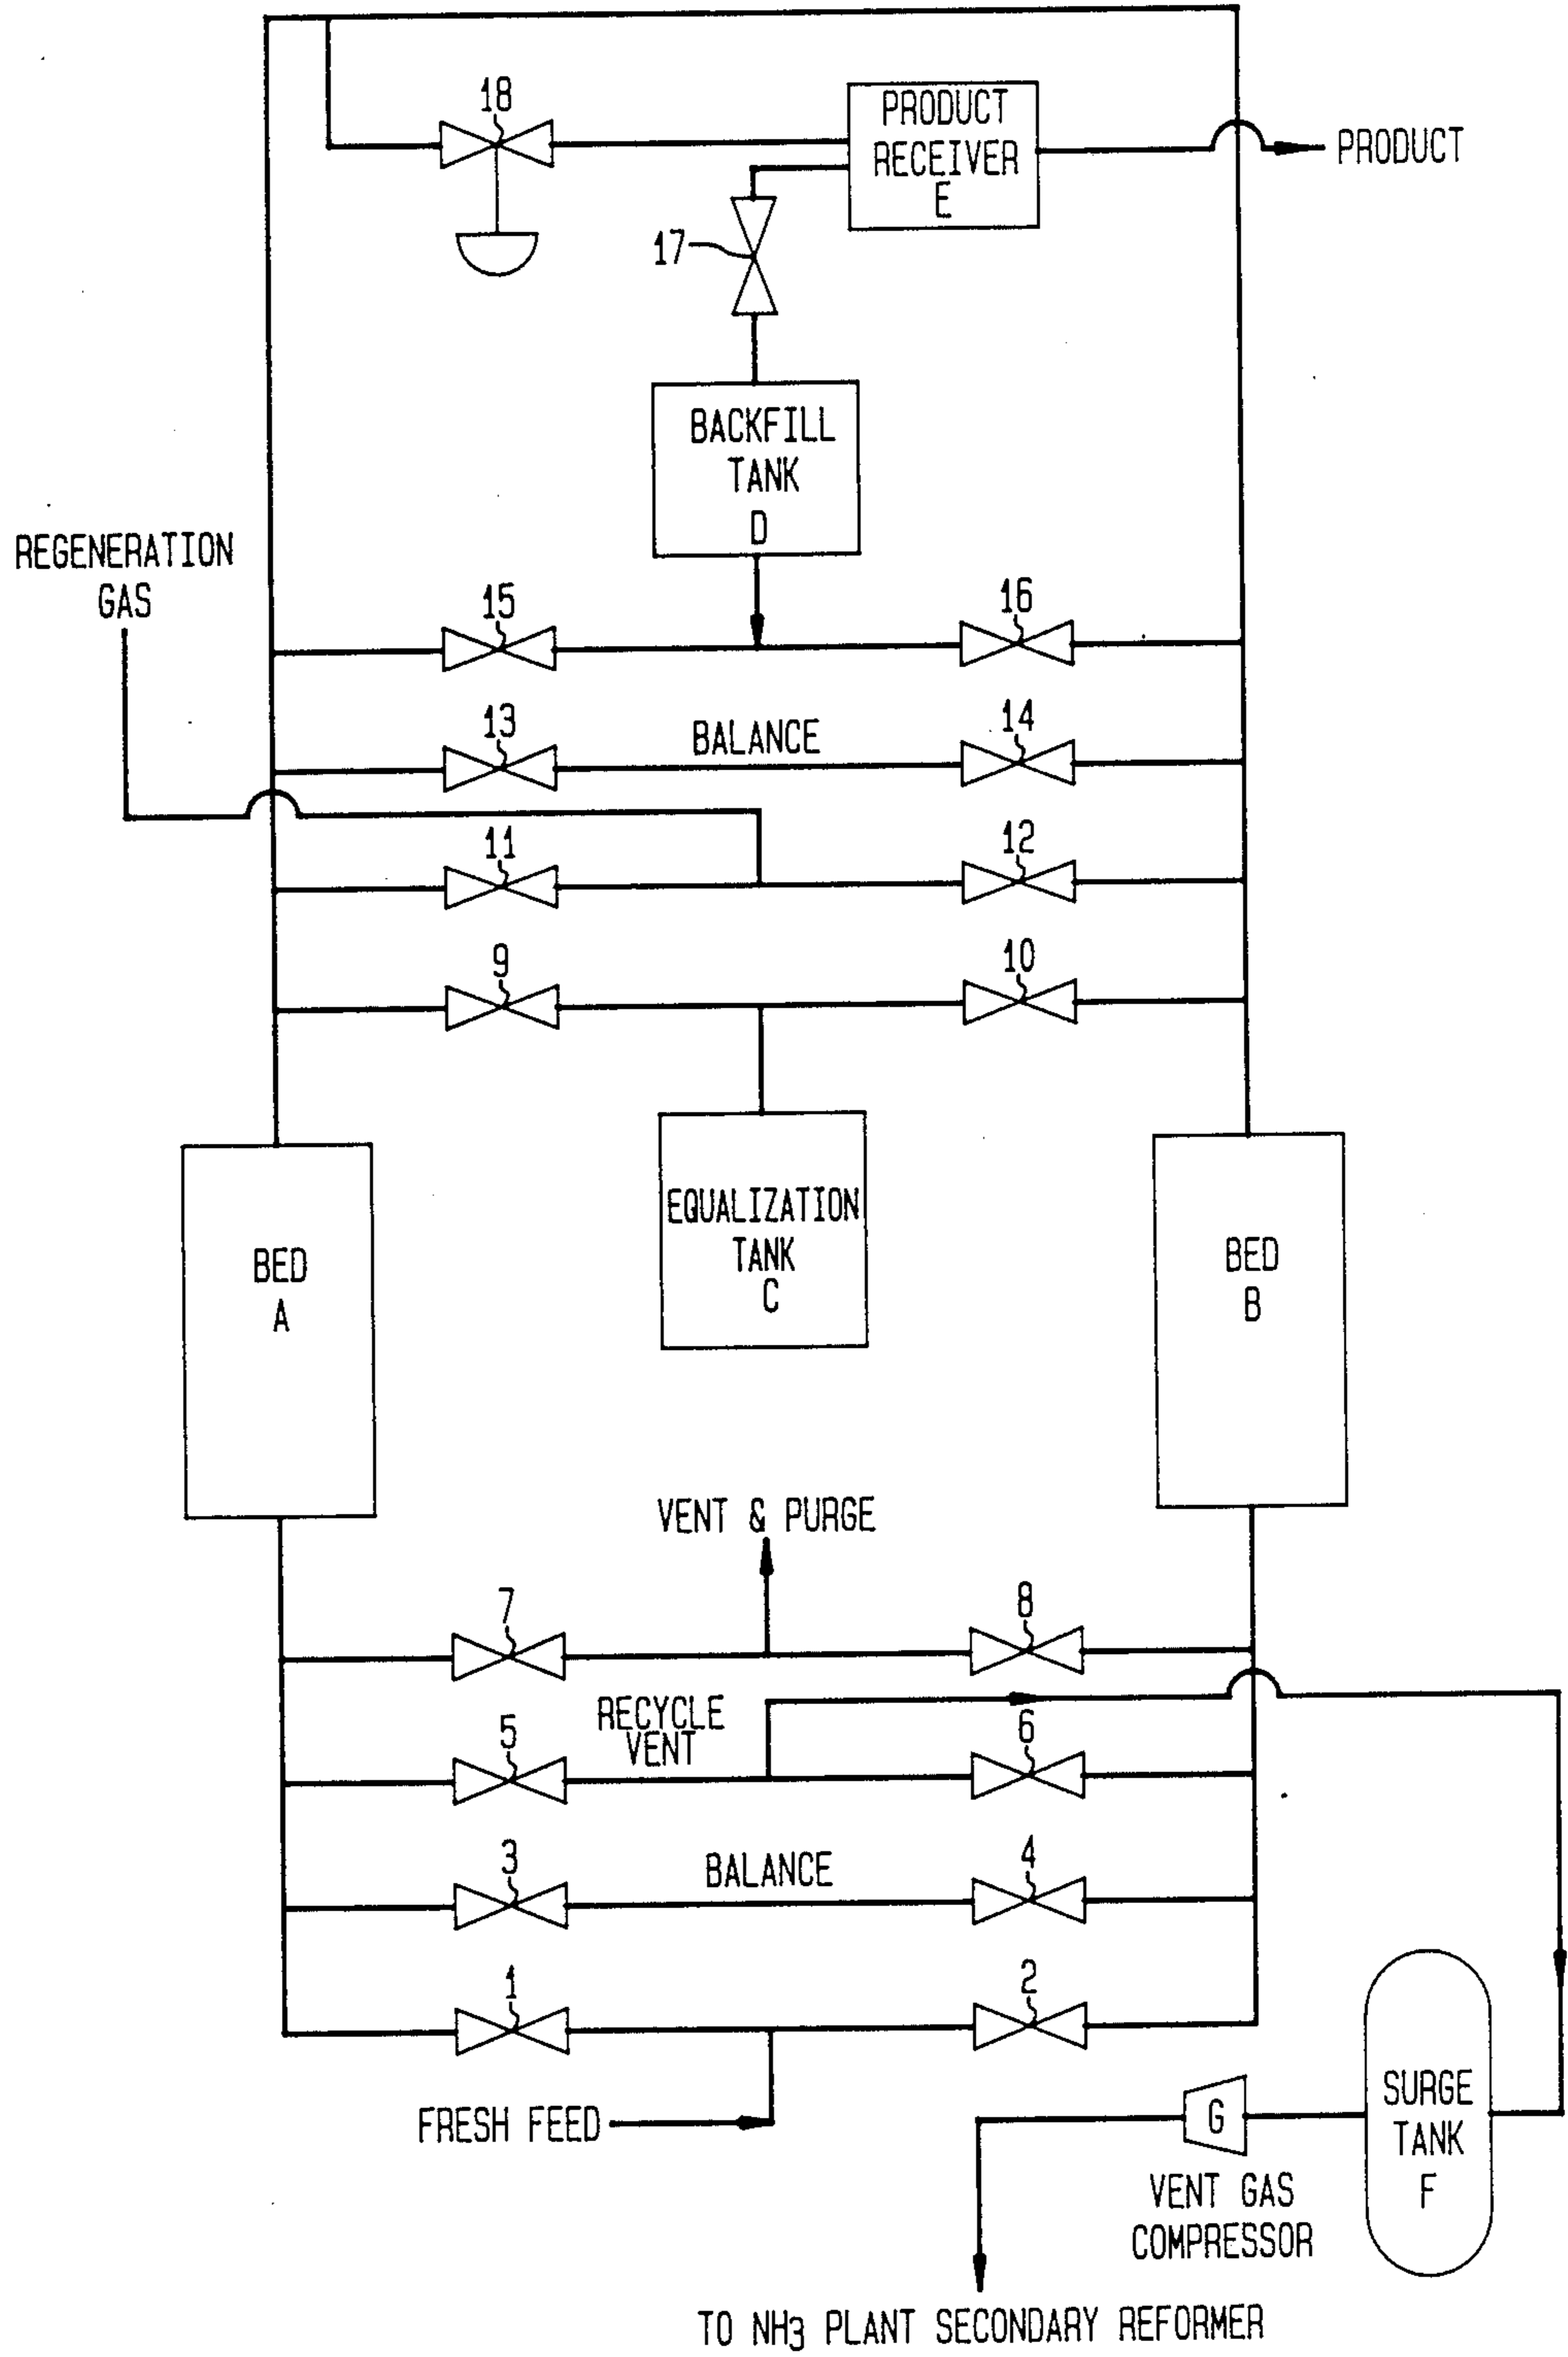 18
PRODUCT
RECEIVER
E
PRODUCT
17
BACKFILL
TANK
D
REGENERATION
GAS
15
16
13
BALANCE
14
11
12
9
10
BED
A
EQUALIZATION
TANK
C
BED
B
VENT & PURGE
7
8
RECYCLE
VENT
5
6
3
BALANCE
4
1
2
FRESH FEED
G
SURGE
TANK
F
VENT GAS
COMPRESSOR
TO NH3 PLANT SECONDARY REFORMER